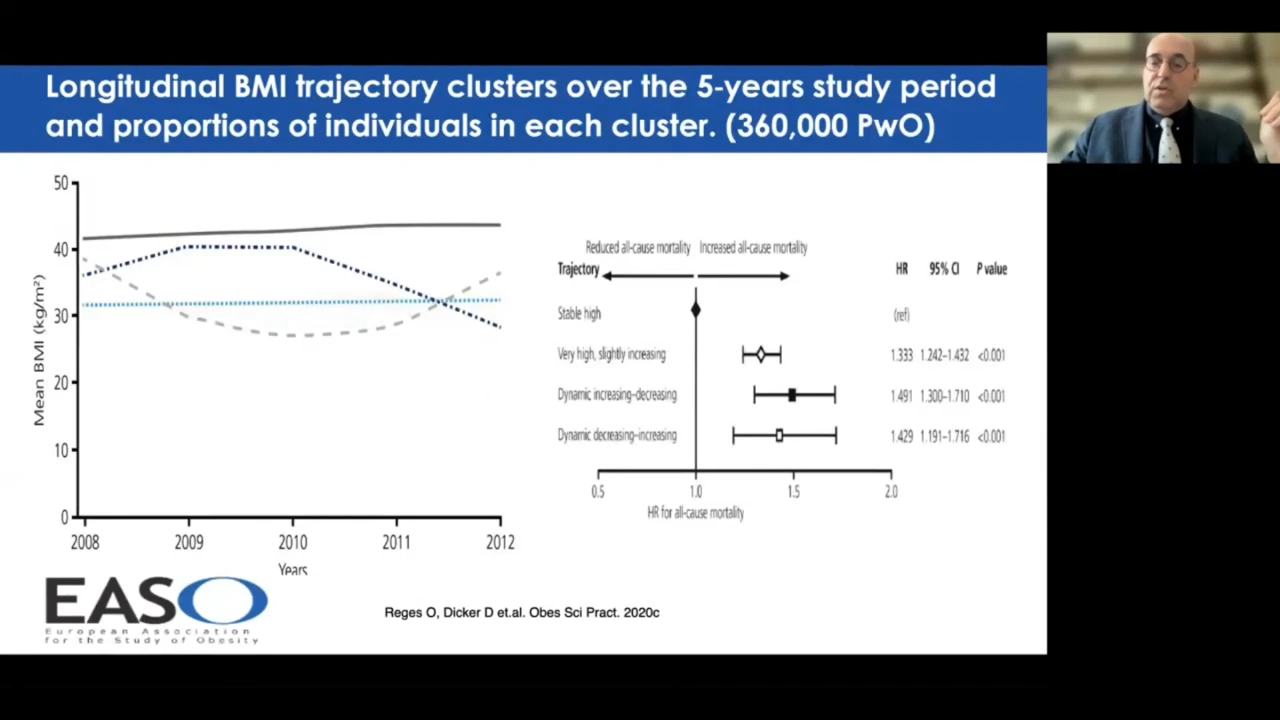 Longitudinal BMI trajectory clusters over the 5-years study period
and proportions of individuals in each cluster. (360,000 PwO)
50
40
30
20
10
0
Mean BMI (kg/m²)
2008 2009 2010 2011 2012
Years
Reduced all-cause mortality Increased all-cause mortality
Trajectory HR 95% CI P value
Stable high (ref)
Very high, slightly increasing 1.333 1.242–1.432 <0.001
Dynamic increasing–decreasing 1.491 1.300–1.710 <0.001
Dynamic decreasing–increasing 1.429 1.191–1.716 <0.001
0.5 1.0 1.5 2.0
HR for all-cause mortality
EASO
European Association
for the Study of Obesity
Reges O, Dicker D et.al. Obes Sci Pract. 2020c